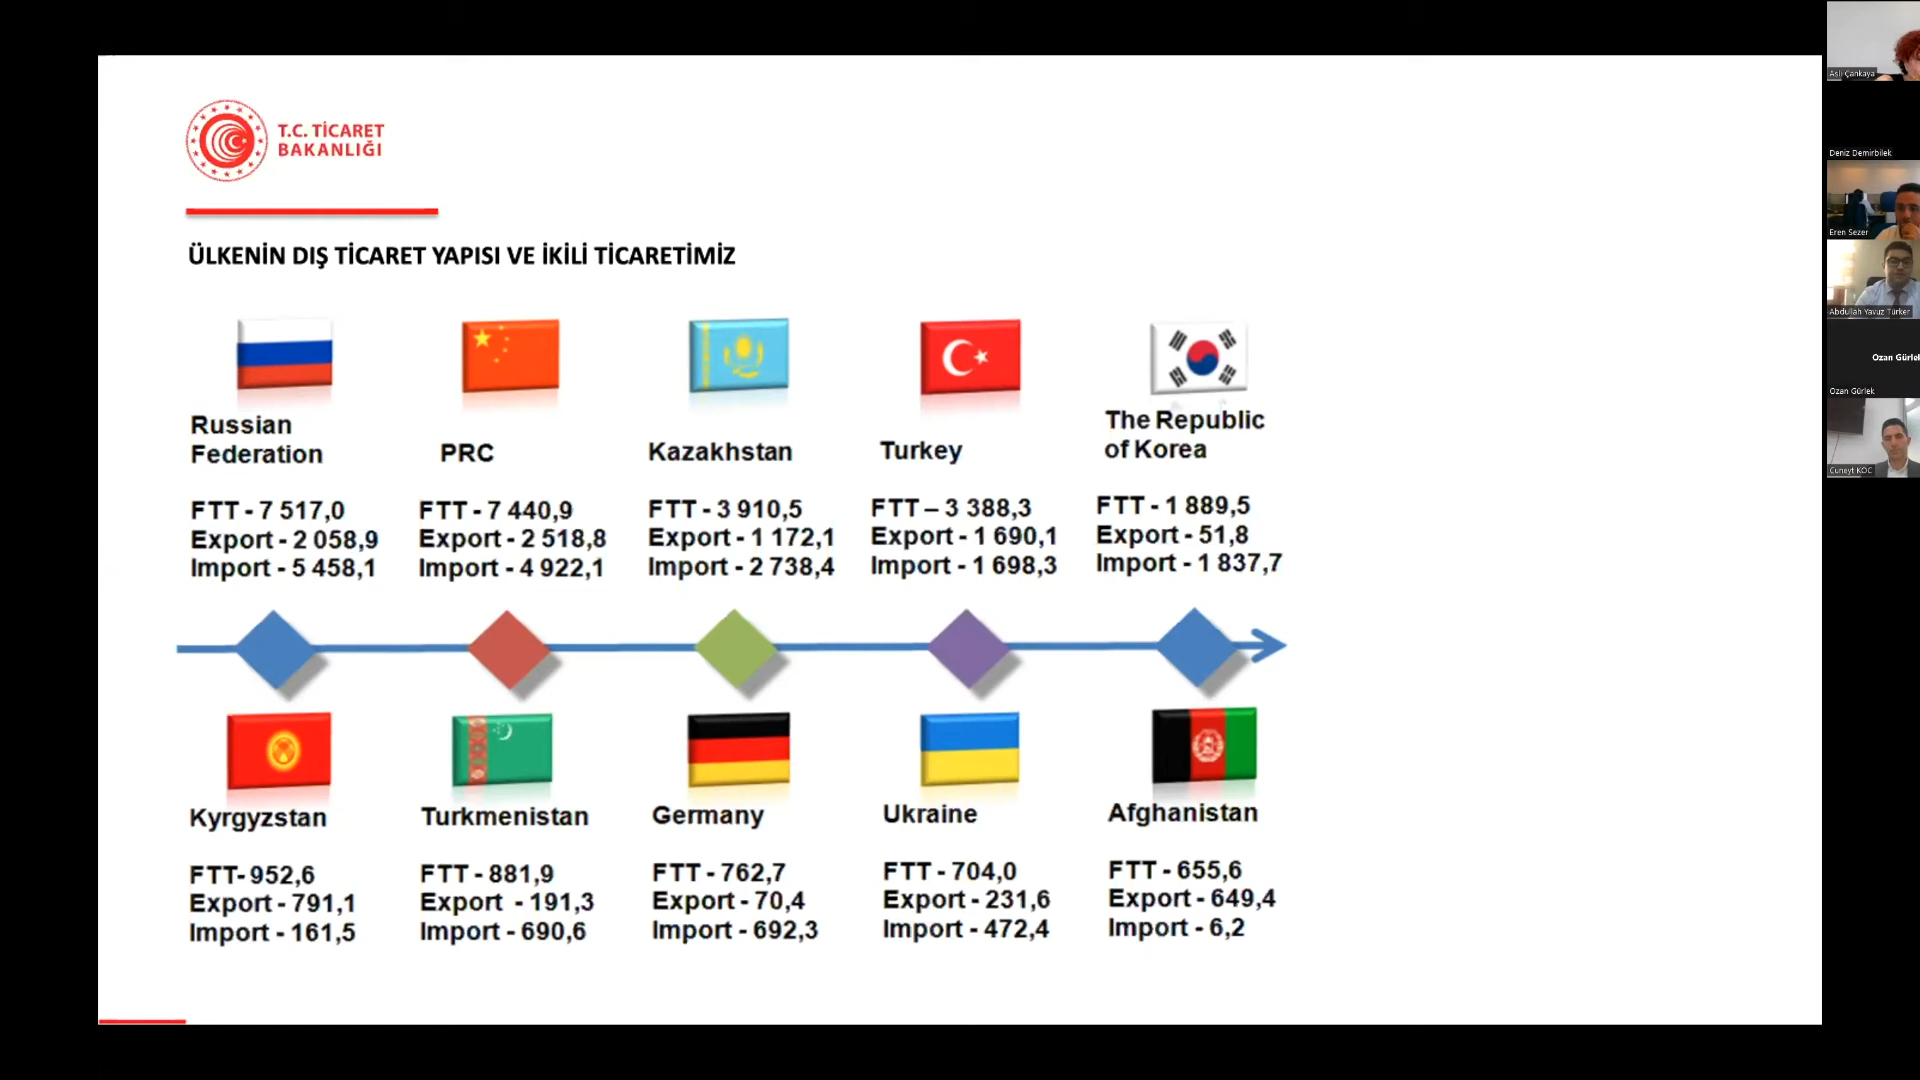 T.C. TİCARET
BAKANLIĞI
ÜLKENİN DIŞ TİCARET YAPISI VE İKİLİ TİCARETİMİZ
Russian
Federation
FTT - 7 517,0
Export - 2 058,9
Import - 5 458,1
PRC
FTT - 7 440,9
Export - 2 518,8
Import - 4 922,1
Kazakhstan
FTT - 3 910,5
Export - 1 172,1
Import - 2 738,4
Turkey
FTT – 3 388,3
Export - 1 690,1
Import - 1 698,3
The Republic
of Korea
FTT - 1 889,5
Export - 51,8
Import - 1 837,7
Kyrgyzstan
FTT- 952,6
Export - 791,1
Import - 161,5
Turkmenistan
FTT - 881,9
Export - 191,3
Import - 690,6
Germany
FTT - 762,7
Export - 70,4
Import - 692,3
Ukraine
FTT - 704,0
Export - 231,6
Import - 472,4
Afghanistan
FTT - 655,6
Export - 649,4
Import - 6,2
Aslı Çankaya
Deniz Demirbilek
Eren Sezer
Abdullah Yavuz Türker
Ozan Gürlek
Ozan Gürlek
Cuneyt KOC